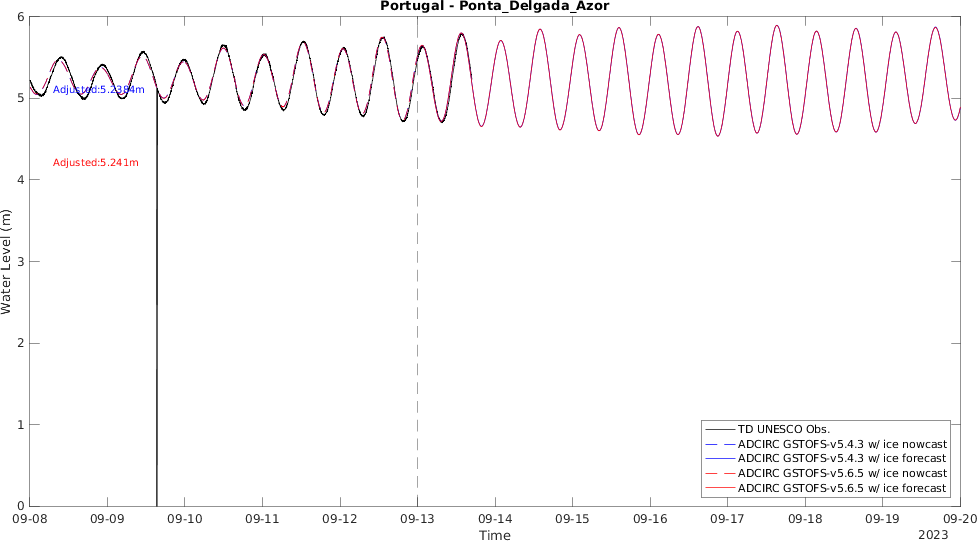 Portugal - Ponta_Delgada_Azor
6
5
4
3
2
1
0
Water Level (m)
Adjusted:5.2384m
Adjusted:5.241m
TD UNESCO Obs.
ADCIRC GSTOFS-v5.4.3 w/ ice nowcast
ADCIRC GSTOFS-v5.4.3 w/ ice forecast
ADCIRC GSTOFS-v5.6.5 w/ ice nowcast
ADCIRC GSTOFS-v5.6.5 w/ ice forecast
09-08 09-09 09-10 09-11 09-12 09-13 09-14 09-15 09-16 09-17 09-18 09-19 09-20
Time
2023